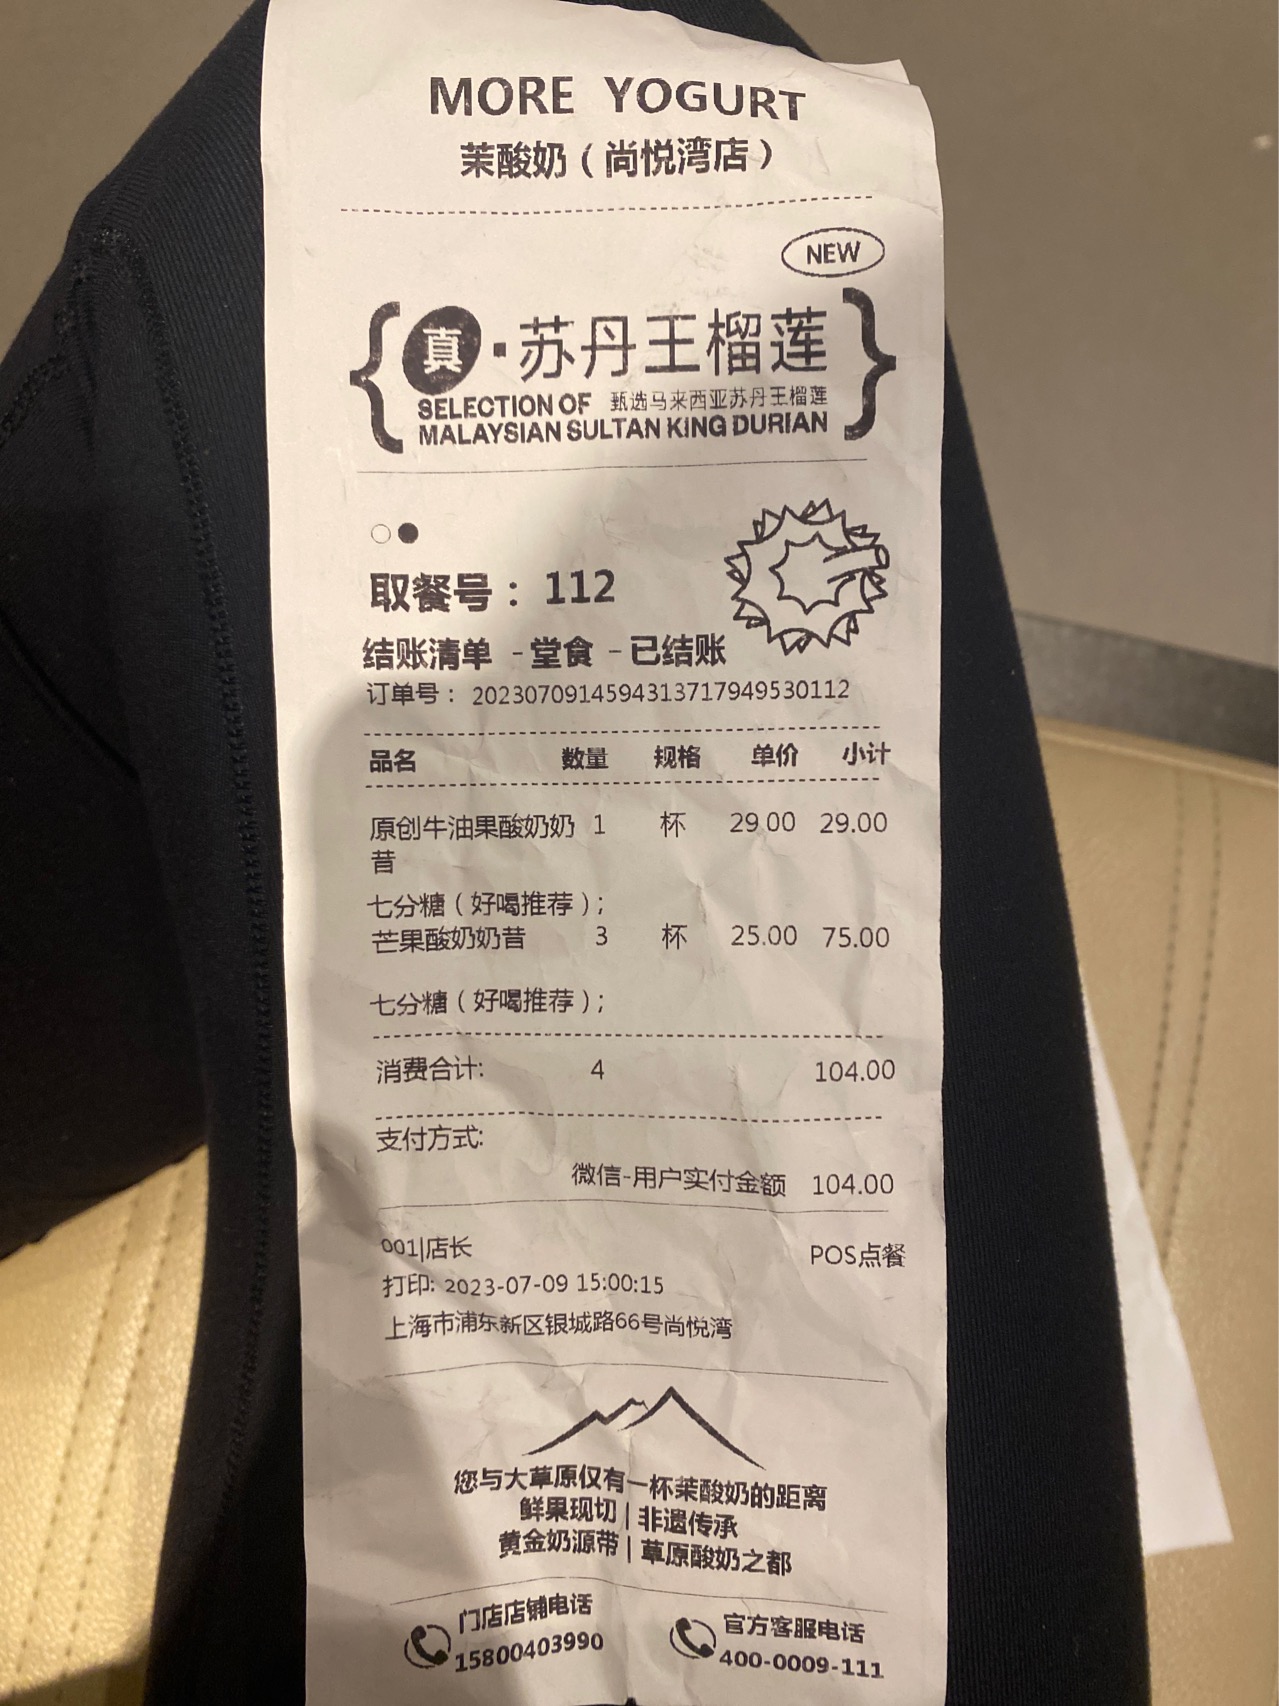 MORE YOGURT
茉酸奶（尚悦湾店）
NEW
真·苏丹王榴莲
SELECTION OF 甄选马来西亚苏丹王榴莲
MALAYSIAN SULTAN KING DURIAN
取餐号：112
结账清单 -堂食 -已结账
订单号：20230709145943137179495301​12
品名 数量 规格 单价 小计
原创牛油果酸奶奶 1 杯 29.00 29.00
昔
七分糖（好喝推荐）;
芒果酸奶奶昔 3 杯 25.00 75.00
七分糖（好喝推荐）;
消费合计: 4 104.00
支付方式:
微信-用户实付金额 104.00
001|店长 POS点餐
打印: 2023-07-09 15:00:15
上海市浦东新区银城路66号尚悦湾
您与大草原仅有一杯茉酸奶的距离
鲜果现切 | 非遗传承
黄金奶源带 | 草原酸奶之都
门店店铺电话 官方客服电话
15800403990 400-0009-111